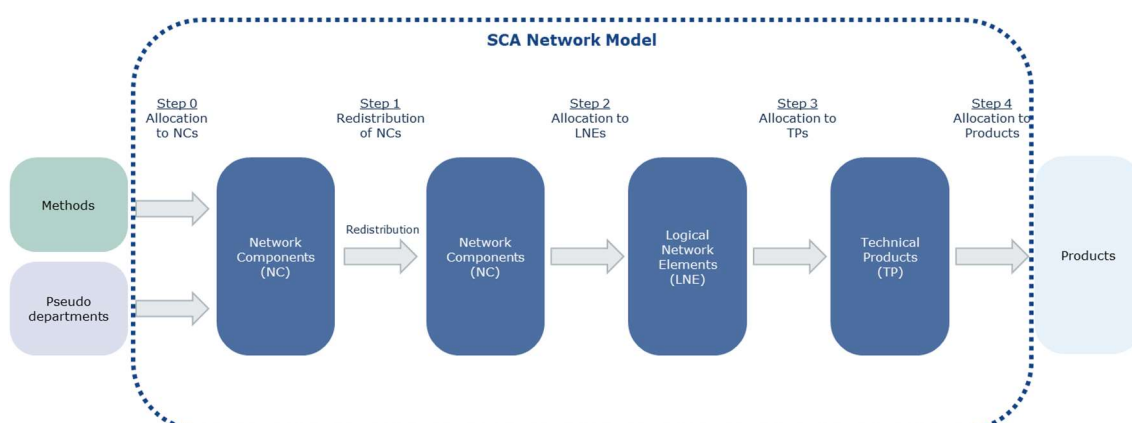 SCA Network Model
Step 0
Allocation
to NCs
Step 1
Redistribution
of NCs
Step 2
Allocation to
LNEs
Step 3
Allocation to
TPs
Step 4
Allocation to
Products
Methods
Pseudo
departments
Network
Components
(NC)
Redistribution
Network
Components
(NC)
Logical
Network
Elements
(LNE)
Technical
Products
(TP)
Products